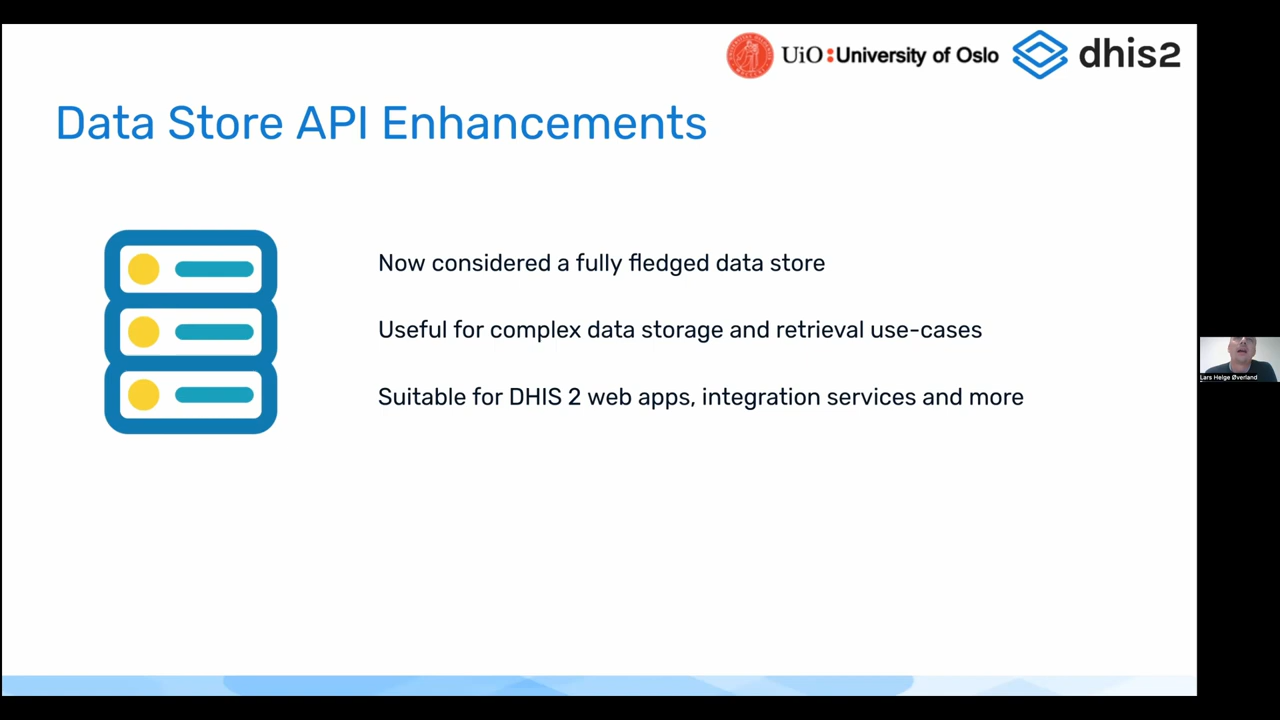 UiO:University of Oslo
dhis2
Data Store API Enhancements
Now considered a fully fledged data store
Useful for complex data storage and retrieval use-cases
Suitable for DHIS 2 web apps, integration services and more
Lars Helge Øverland